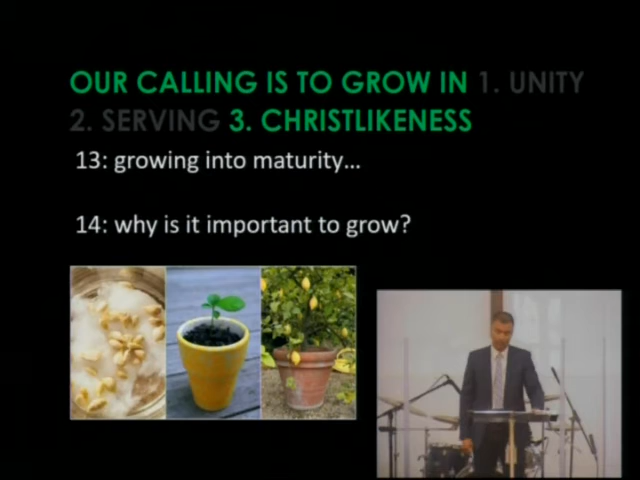 OUR CALLING IS TO GROW IN 1. UNITY
2. SERVING 3. CHRISTLIKENESS
13: growing into maturity...
14: why is it important to grow?